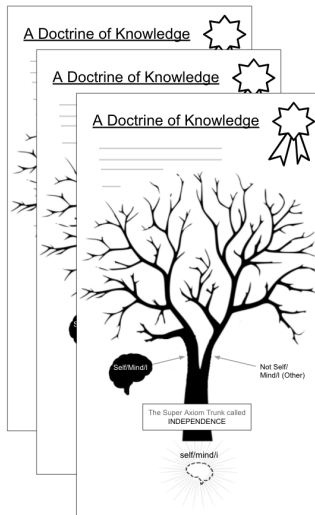 A Doctrine of Knowledge
A Doctrine of Knowledge
A Doctrine of Knowledge
Self/Mind/I
Not Self/
Mind/I (Other)
The Super Axiom Trunk called
INDEPENDENCE
self/mind/i